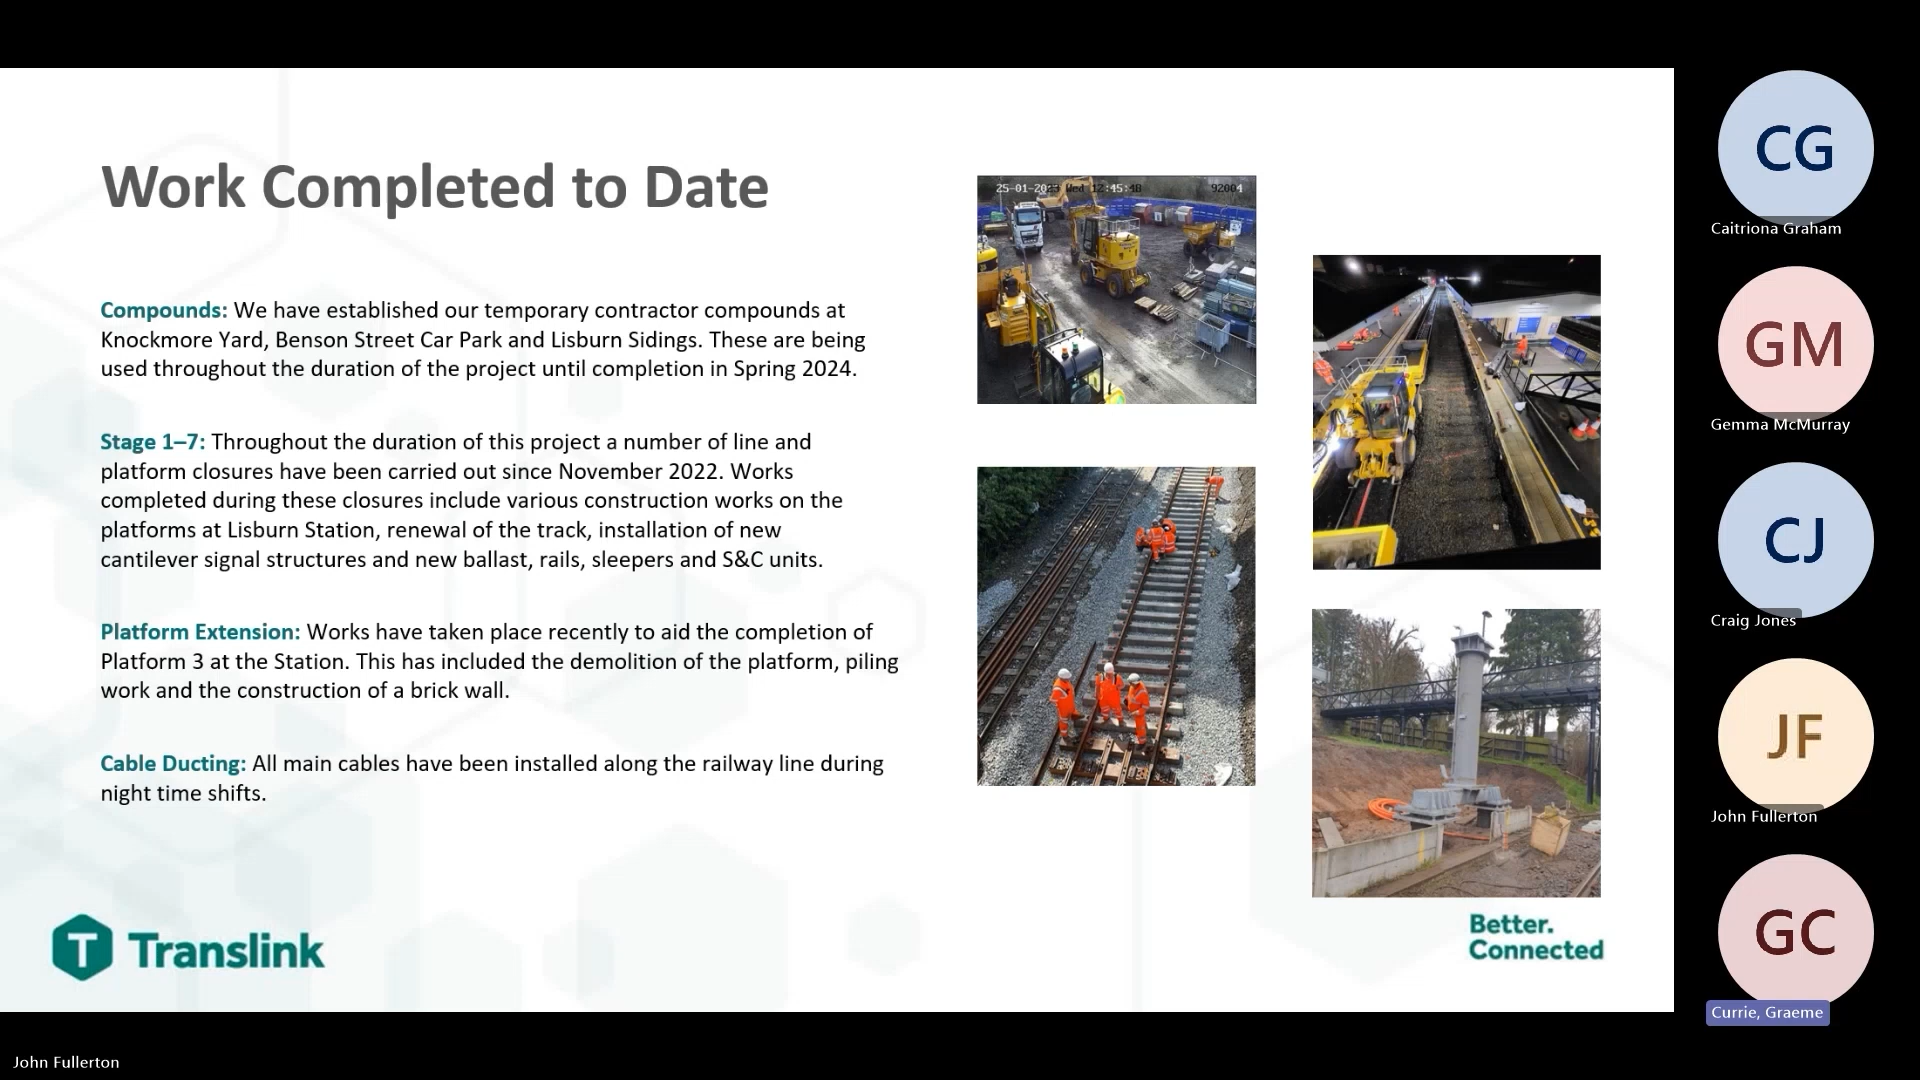 Work Completed to Date
Compounds: We have established our temporary contractor compounds at
Knockmore Yard, Benson Street Car Park and Lisburn Sidings. These are being
used throughout the duration of the project until completion in Spring 2024.
Stage 1–7: Throughout the duration of this project a number of line and
platform closures have been carried out since November 2022. Works
completed during these closures include various construction works on the
platforms at Lisburn Station, renewal of the track, installation of new
cantilever signal structures and new ballast, rails, sleepers and S&C units.
Platform Extension: Works have taken place recently to aid the completion of
Platform 3 at the Station. This has included the demolition of the platform, piling
work and the construction of a brick wall.
Cable Ducting: All main cables have been installed along the railway line during
night time shifts.
25-01-2023 Wed 12:45:48 92004
T Translink
Better.
Connected
CG
Caitriona Graham
GM
Gemma McMurray
CJ
Craig Jones
JF
John Fullerton
GC
Currie, Graeme
John Fullerton